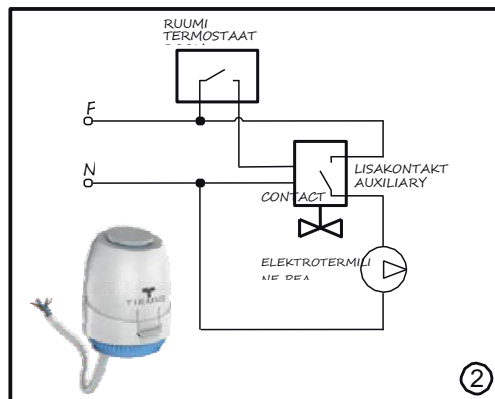 RUUMI
TERMOSTAAT
F
N
LISAKONTAKT
AUXILIARY
CONTACT
ELEKTROTERMILI
NE PEA
TIEMME
2